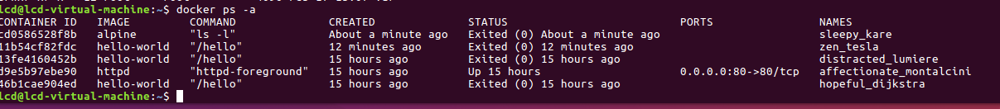 lcd@lcd-virtual-machine:~$ docker ps -a
CONTAINER ID IMAGE COMMAND CREATED STATUS PORTS NAMES
cd0586528f8b alpine "ls -l" About a minute ago Exited (0) About a minute ago sleepy_kare
11b54cf82fdc hello-world "/hello" 12 minutes ago Exited (0) 12 minutes ago zen_tesla
13fe4160452b hello-world "/hello" 15 hours ago Exited (0) 15 hours ago distracted_lumiere
d9e5b97ebe90 httpd "httpd-foreground" 15 hours ago Up 15 hours 0.0.0.0:80->80/tcp affectionate_montalcini
46b1cae904ed hello-world "/hello" 15 hours ago Exited (0) 15 hours ago hopeful_dijkstra
lcd@lcd-virtual-machine:~$